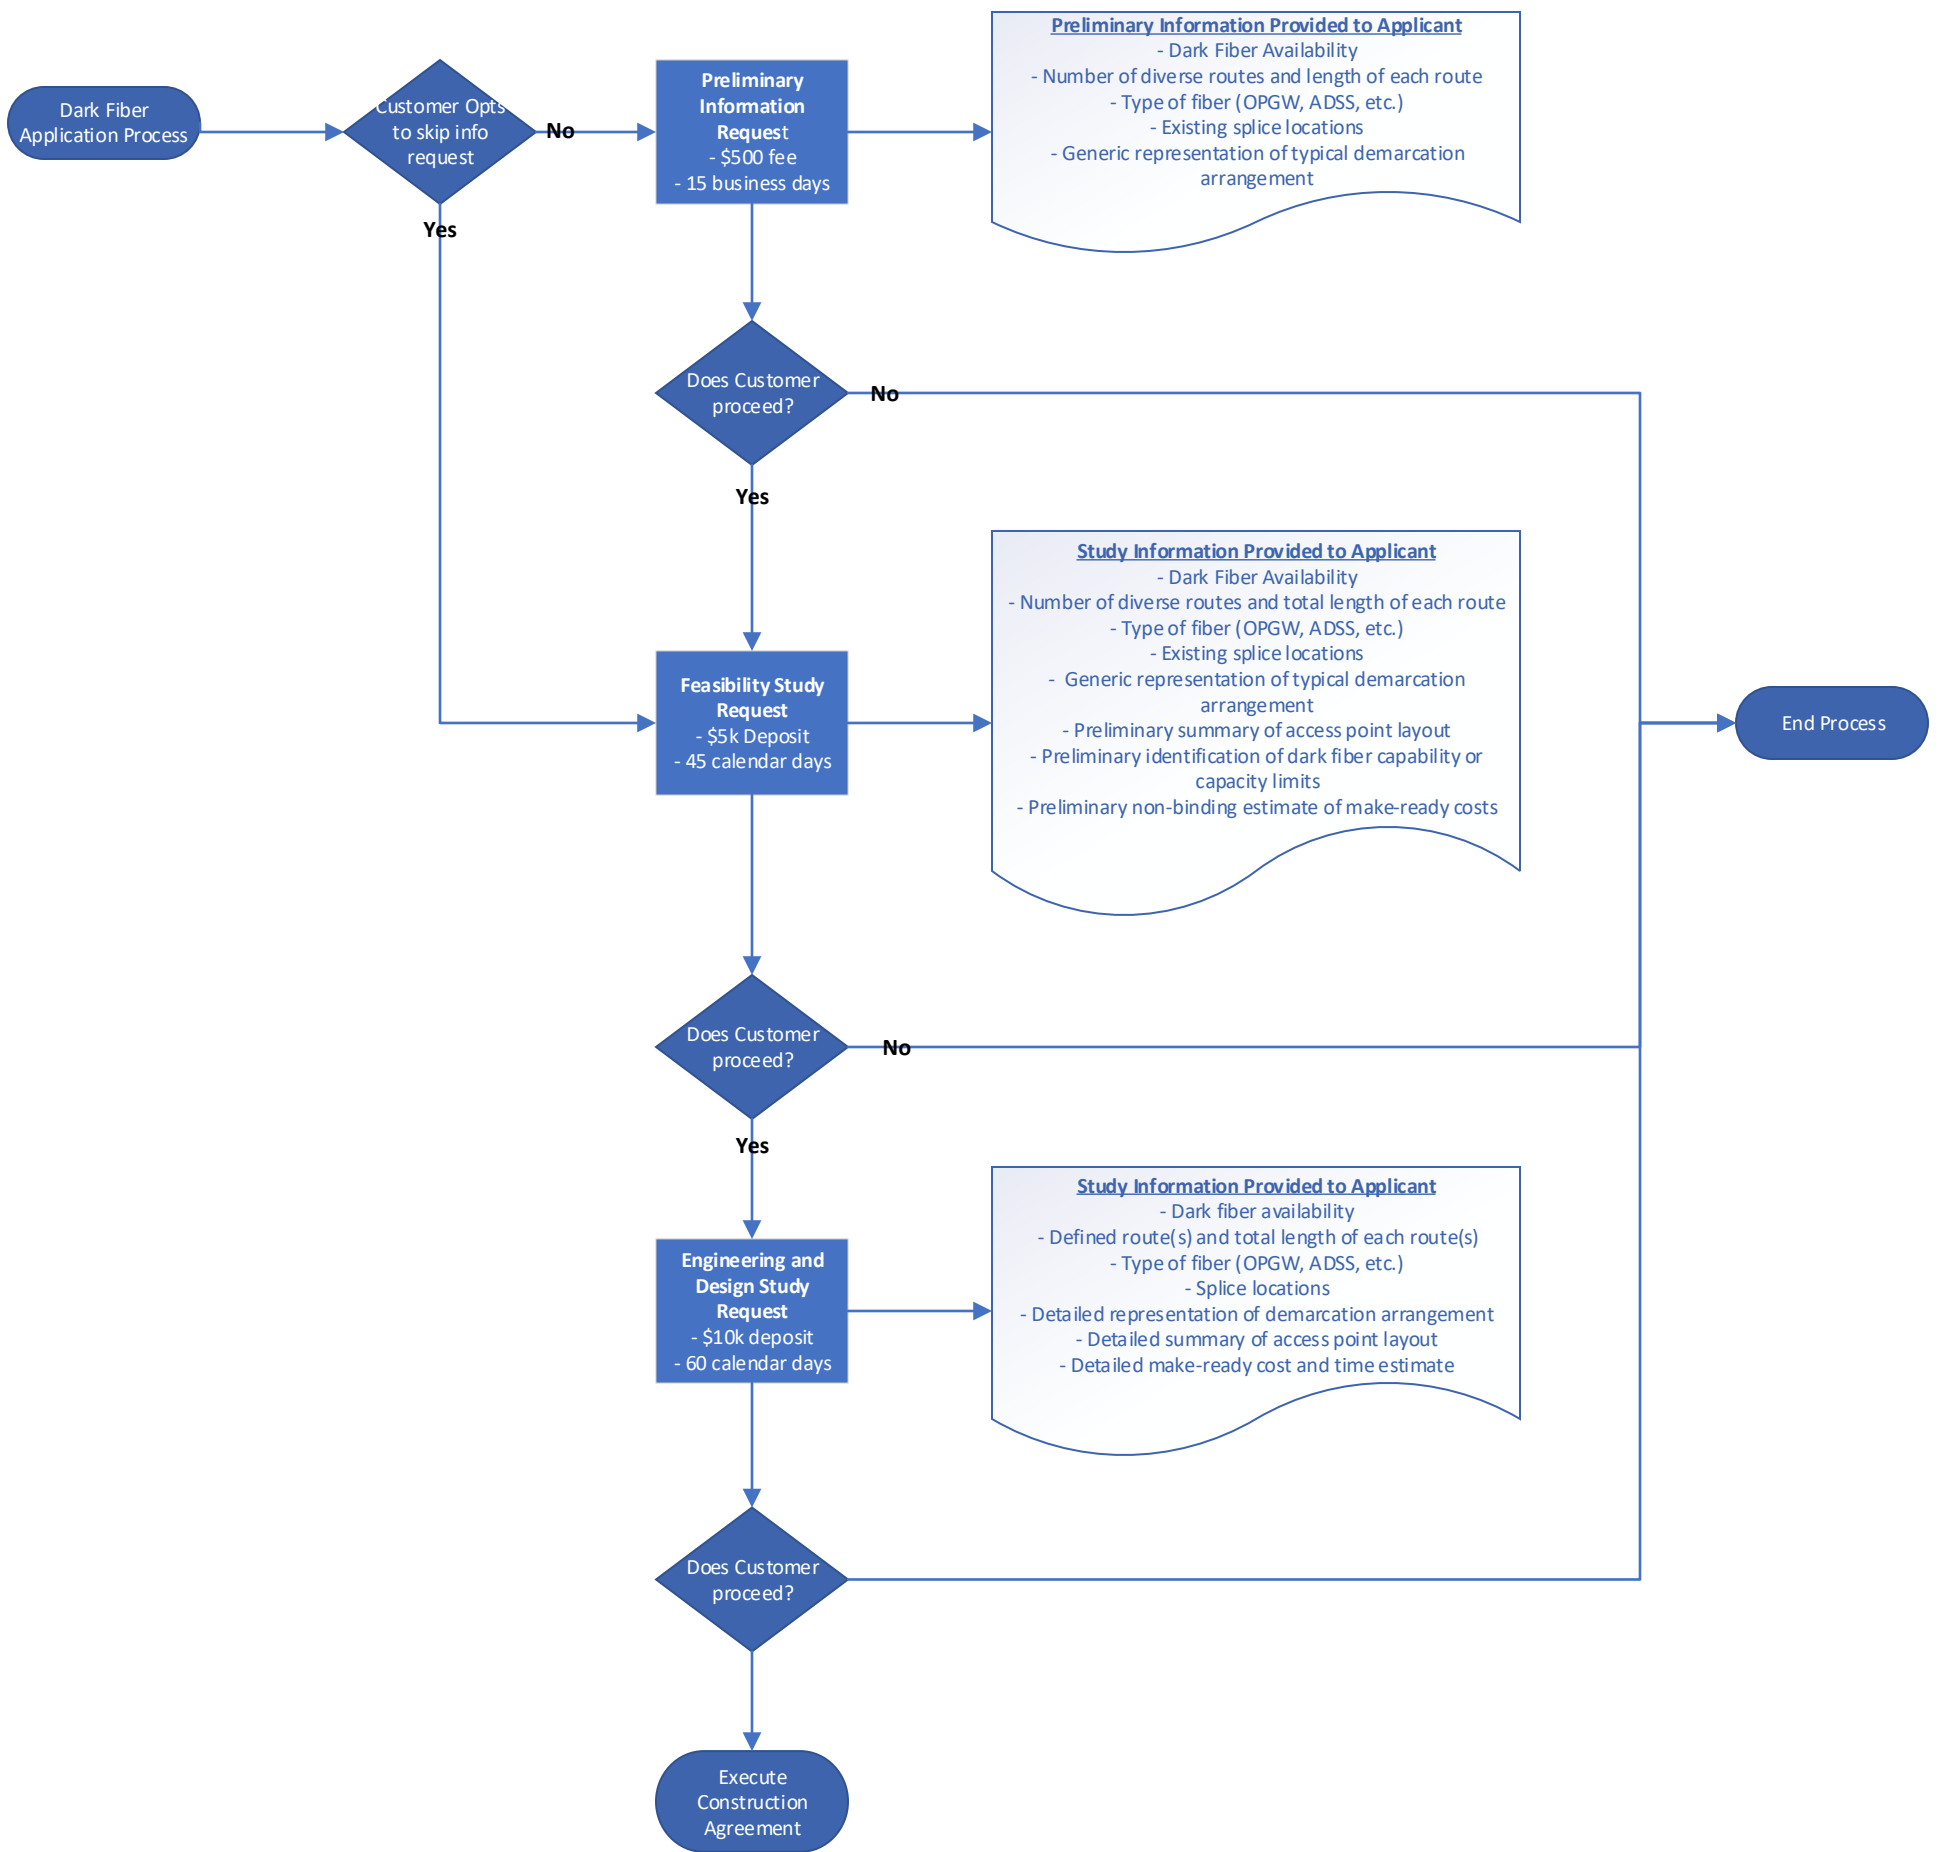 Dark Fiber
Application Process
Customer Opts
to skip info
request
No
Yes
Preliminary
Information
Request
- $500 fee
- 15 business days
Preliminary Information Provided to Applicant
- Dark Fiber Availability
- Number of diverse routes and length of each route
- Type of fiber (OPGW, ADSS, etc.)
- Existing splice locations
- Generic representation of typical demarcation
arrangement
Does Customer
proceed?
No
Yes
Feasibility Study
Request
- $5k Deposit
- 45 calendar days
Study Information Provided to Applicant
- Dark Fiber Availability
- Number of diverse routes and total length of each route
- Type of fiber (OPGW, ADSS, etc.)
- Existing splice locations
- Generic representation of typical demarcation
arrangement
- Preliminary summary of access point layout
- Preliminary identification of dark fiber capability or
capacity limits
- Preliminary non-binding estimate of make-ready costs
End Process
Does Customer
proceed?
No
Yes
Engineering and
Design Study
Request
- $10k deposit
- 60 calendar days
Study Information Provided to Applicant
- Dark fiber availability
- Defined route(s) and total length of each route(s)
- Type of fiber (OPGW, ADSS, etc.)
- Splice locations
- Detailed representation of demarcation arrangement
- Detailed summary of access point layout
- Detailed make-ready cost and time estimate
Does Customer
proceed?
Execute
Construction
Agreement